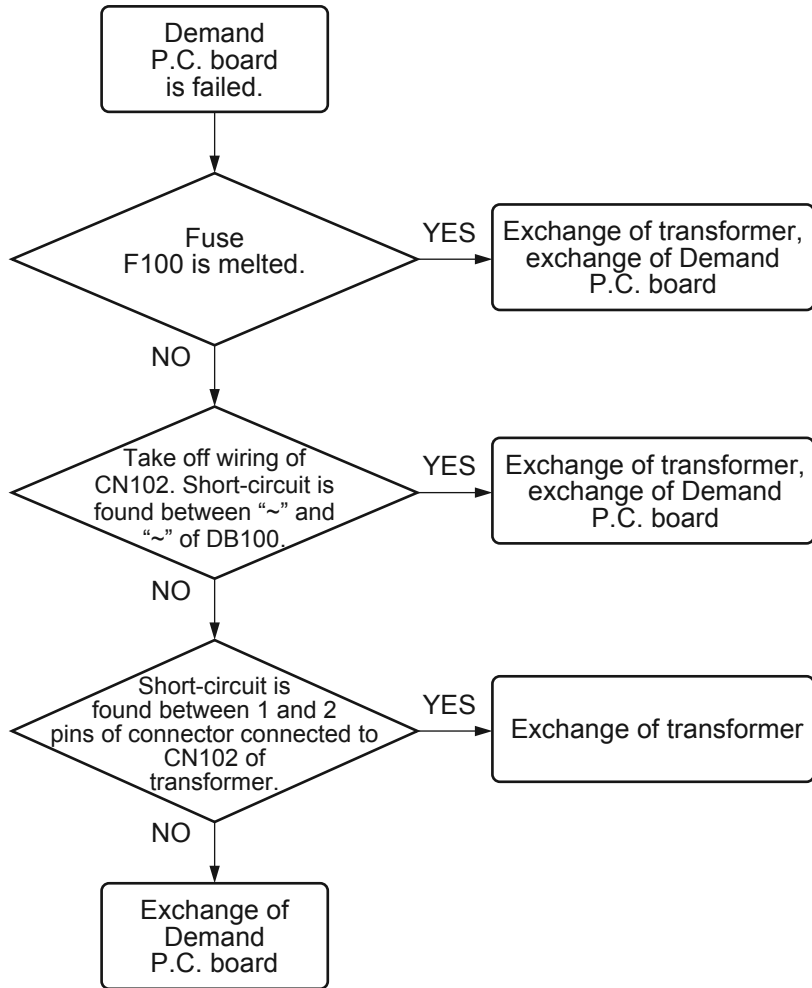 Demand
P.C. board
is failed.
Fuse
F100 is melted.
YES
Exchange of transformer,
exchange of Demand
P.C. board
NO
Take off wiring of
CN102. Short-circuit is
found between “~” and
“~” of DB100.
YES
Exchange of transformer,
exchange of Demand
P.C. board
NO
Short-circuit is
found between 1 and 2
pins of connector connected to
CN102 of
transformer.
YES
Exchange of transformer
NO
Exchange of
Demand
P.C. board